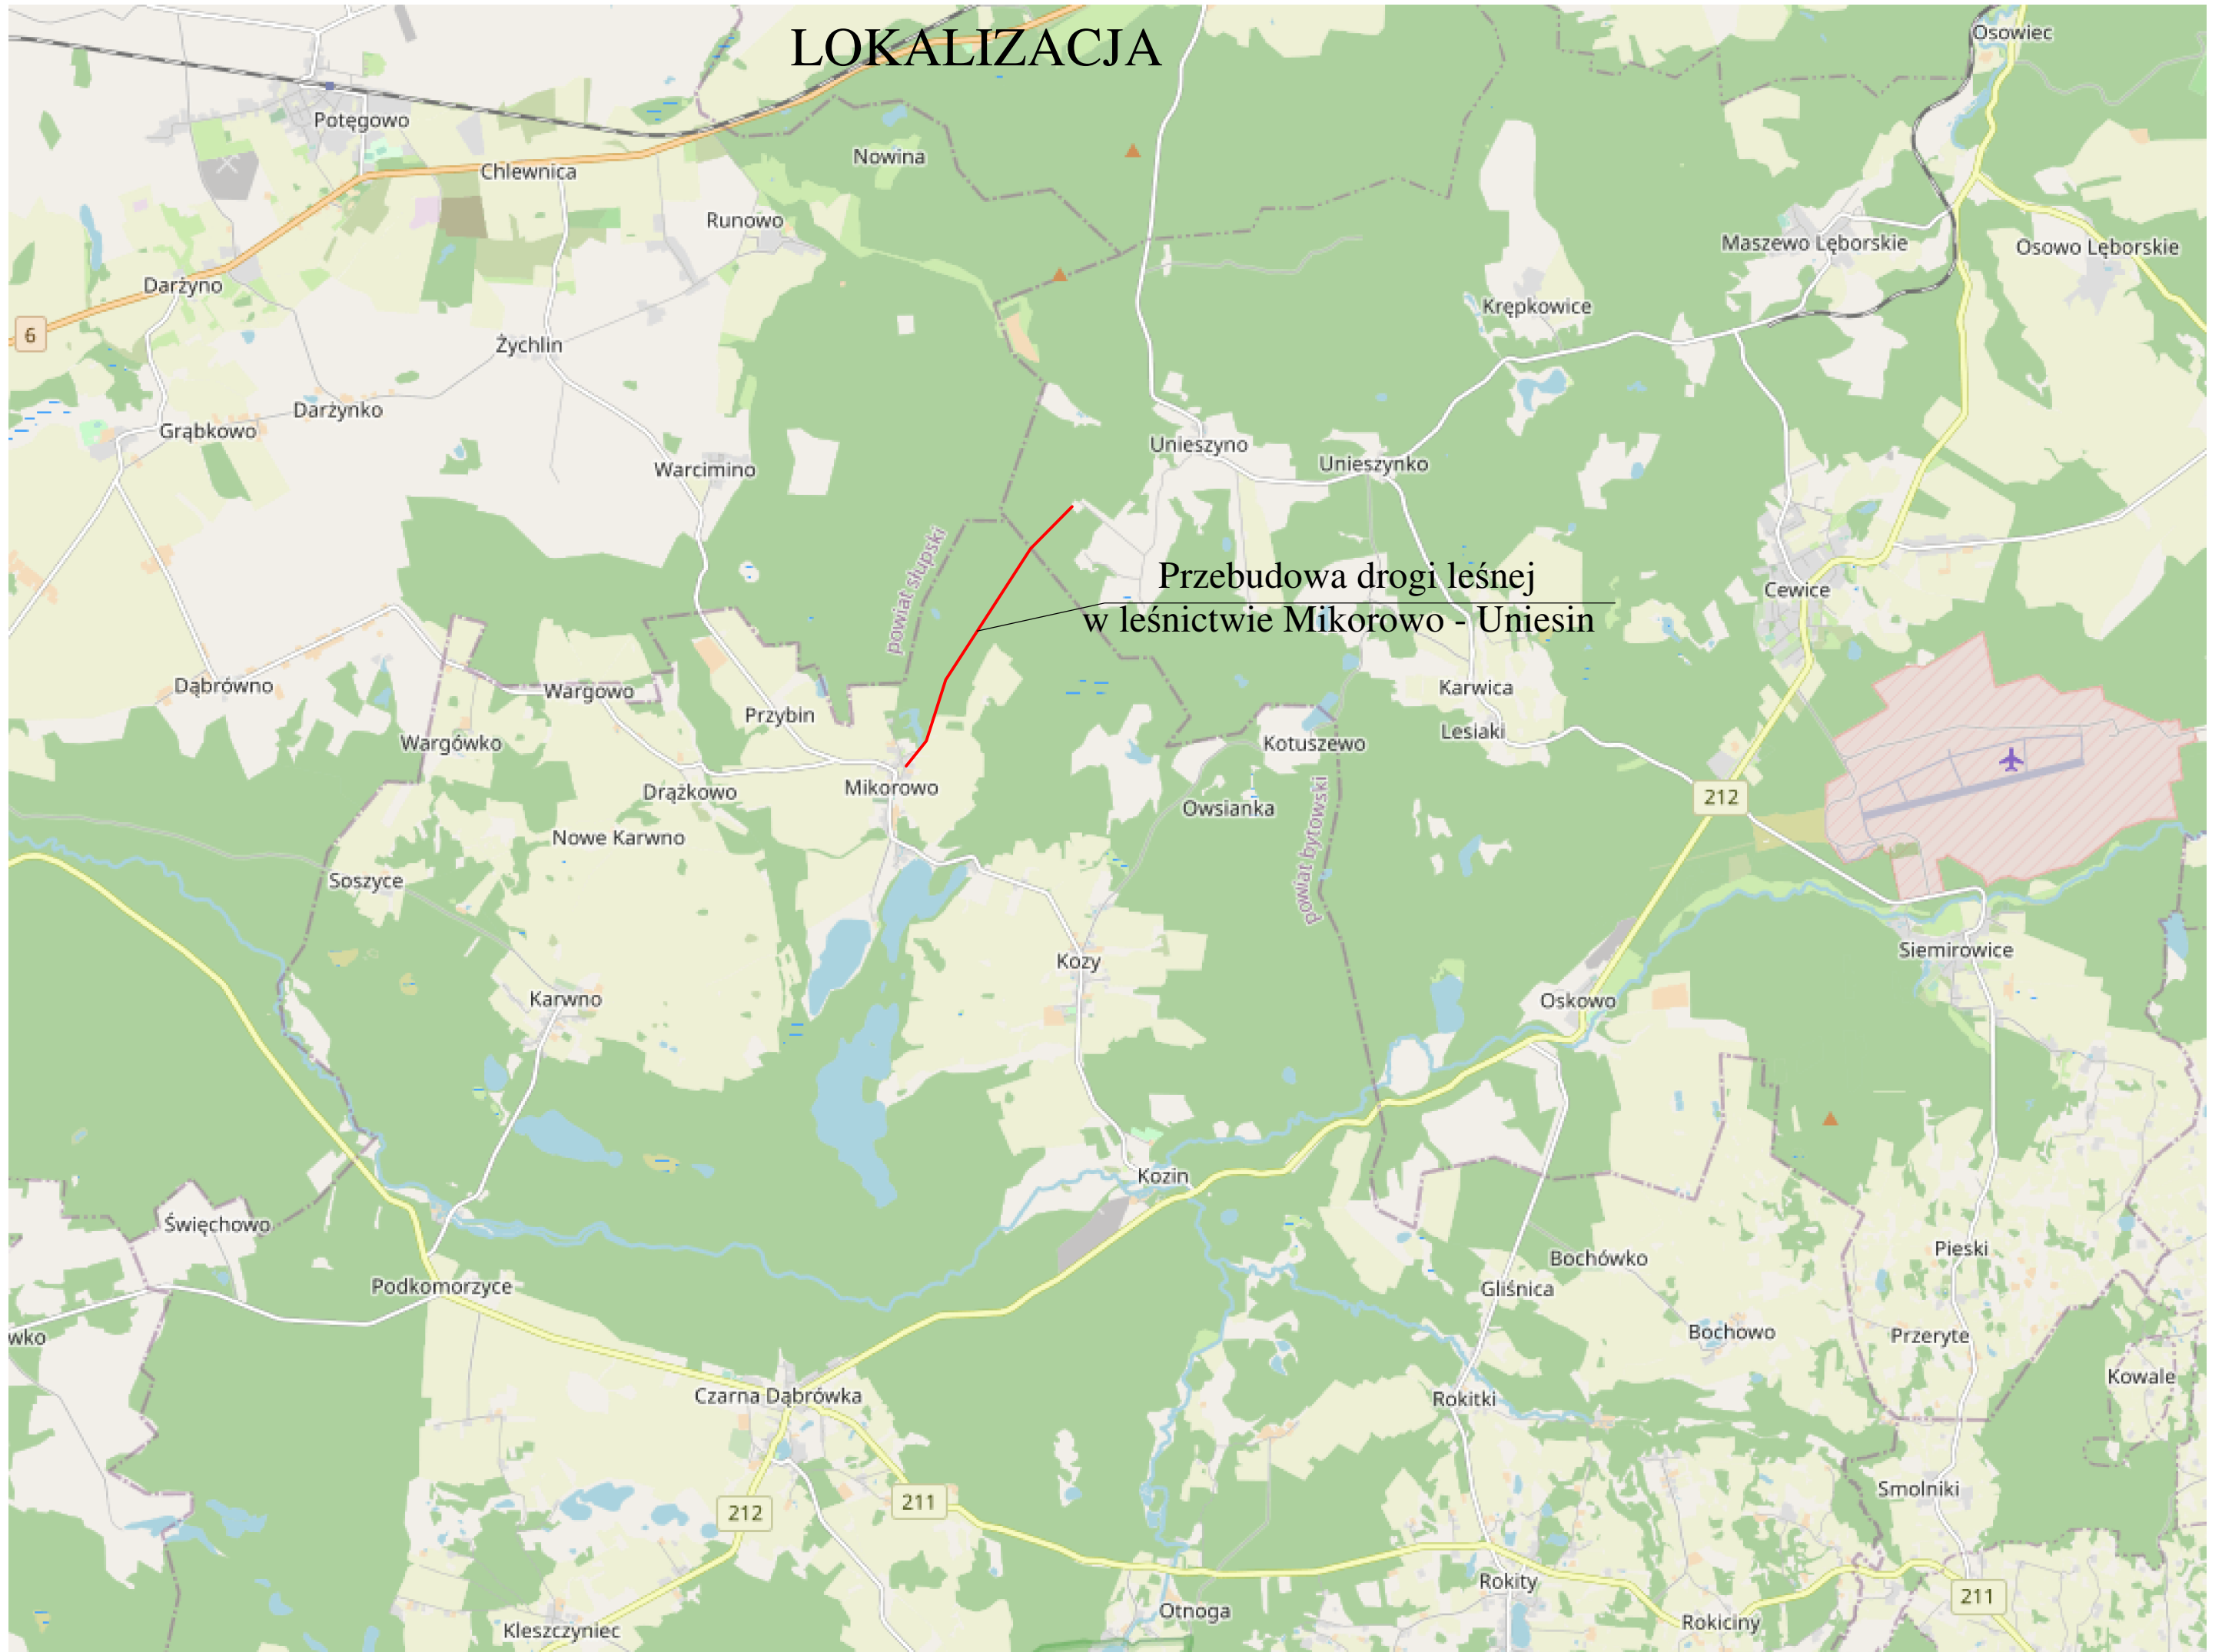 LOKALIZACJA
Osowiec
Potęgowo
Nowina
Chlewnica
Runowo
Maszewo Lęborskie
Osowo Lęborskie
Darżyno
Krępkowice
6
Żychlin
Darżynko
Grąbkowo
Unieszyno
Unieszynko
Warcimino
powiat słupski
Przebudowa drogi leśnej
w leśnictwie Mikorowo - Uniesin
Cewice
Dąbrówno
Wargowo
Karwica
Przybin
Lesiaki
Wargówko
Kotuszewo
Mikorowo
Drążkowo
212
Owsianka
powiat bytowski
Nowe Karwno
Soszyce
Siemirowice
Kozy
Karwno
Oskowo
Kozin
Święchowo
Pieski
Bochówko
Podkomorzyce
Gliśnica
Bochowo
Przeryte
wko
Kowale
Czarna Dąbrówka
Rokitki
Smolniki
211
212
Rokity
211
Otnoga
Rokiciny
Kleszczyniec